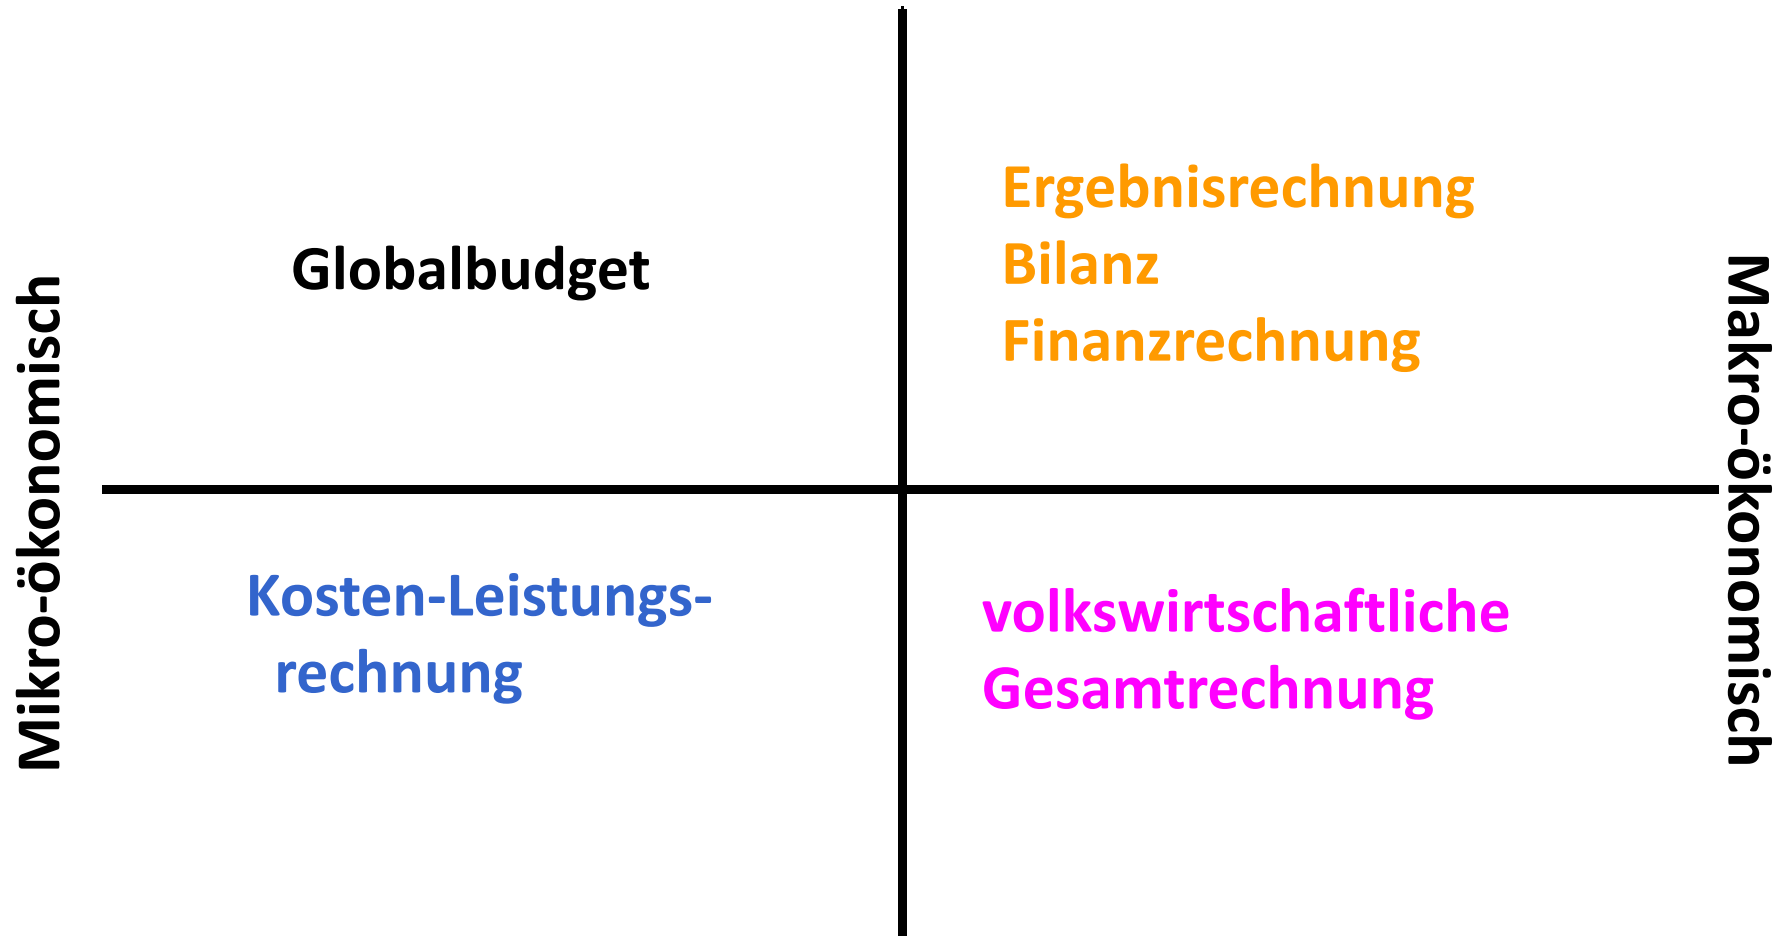 Mikro-ökonomisch
Globalbudget
Ergebnisrechnung
Bilanz
Finanzrechnung
Kosten-Leistungs-
rechnung
volkswirtschaftliche
Gesamtrechnung
Makro-ökonomisch